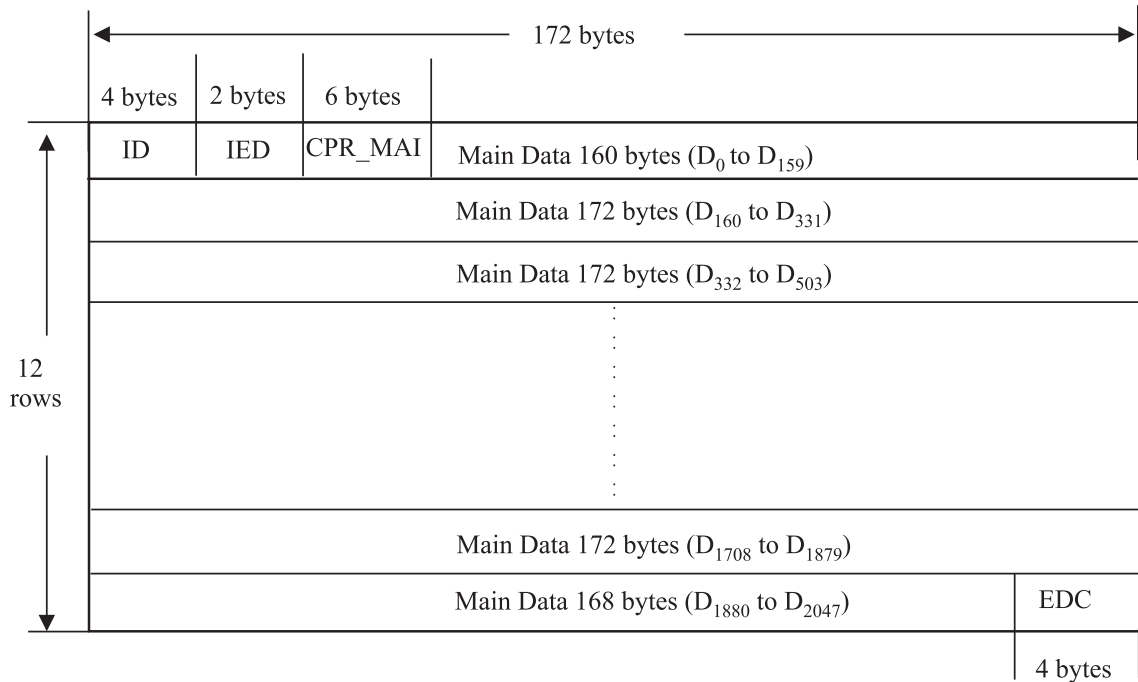 172 bytes
4 bytes 2 bytes 6 bytes
ID IED CPR_MAI Main Data 160 bytes (D₀ to D₁₅₉)
Main Data 172 bytes (D₁₆₀ to D₃₃₁)
Main Data 172 bytes (D₃₃₂ to D₅₀₃)
12
rows
Main Data 172 bytes (D₁₇₀₈ to D₁₈₇₉)
Main Data 168 bytes (D₁₈₈₀ to D₂₀₄₇) EDC
4 bytes